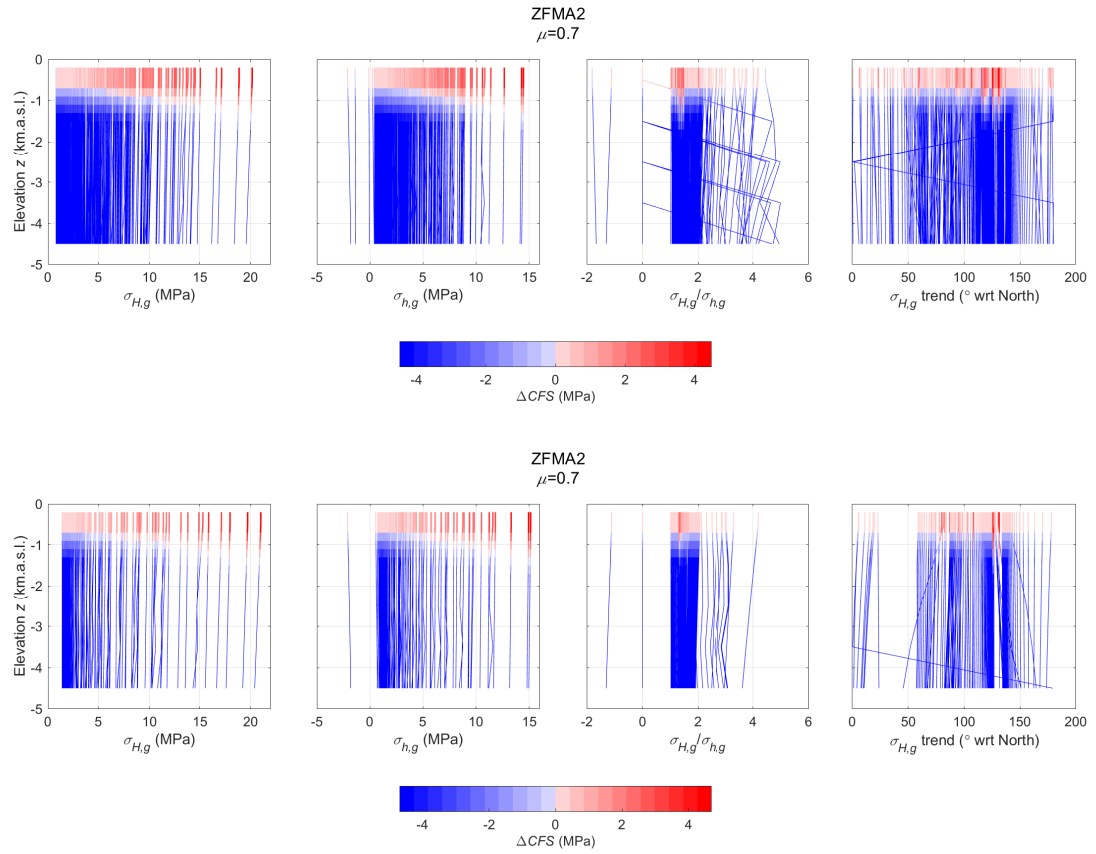 ZFMA2
μ=0.7
0
-1
-2
-3
-4
-5
Elevation z (km.a.s.l.)
0 5 10 15 20
-5 0 5 10 15
-2 0 2 4 6
0 50 100 150 200
σH,g (MPa)
σh,g (MPa)
σH,g/σh,g
σH,g trend (° wrt North)
-4 -2 0 2 4
ΔCFS (MPa)
ZFMA2
μ=0.7
0
-1
-2
-3
-4
-5
Elevation z (km.a.s.l.)
0 5 10 15 20
-5 0 5 10 15
-2 0 2 4 6
0 50 100 150 200
σH,g (MPa)
σh,g (MPa)
σH,g/σh,g
σH,g trend (° wrt North)
-4 -2 0 2 4
ΔCFS (MPa)